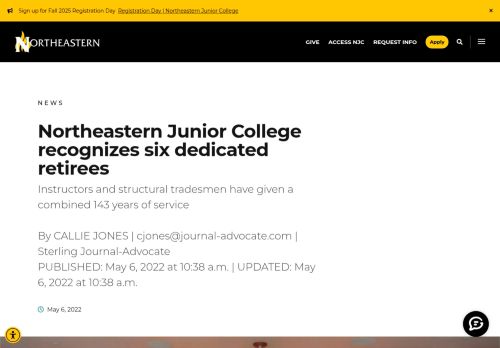 Sign up for Fall 2025 Registration Day Registration Day | Northeastern Junior College ×
NORTHEASTERN GIVE ACCESS NJC REQUEST INFO Apply
NEWS
Northeastern Junior College
recognizes six dedicated
retirees
Instructors and structural tradesmen have given a
combined 143 years of service
By CALLIE JONES | cjones@journal-advocate.com |
Sterling Journal-Advocate
PUBLISHED: May 6, 2022 at 10:38 a.m. | UPDATED: May
6, 2022 at 10:38 a.m.
May 6, 2022